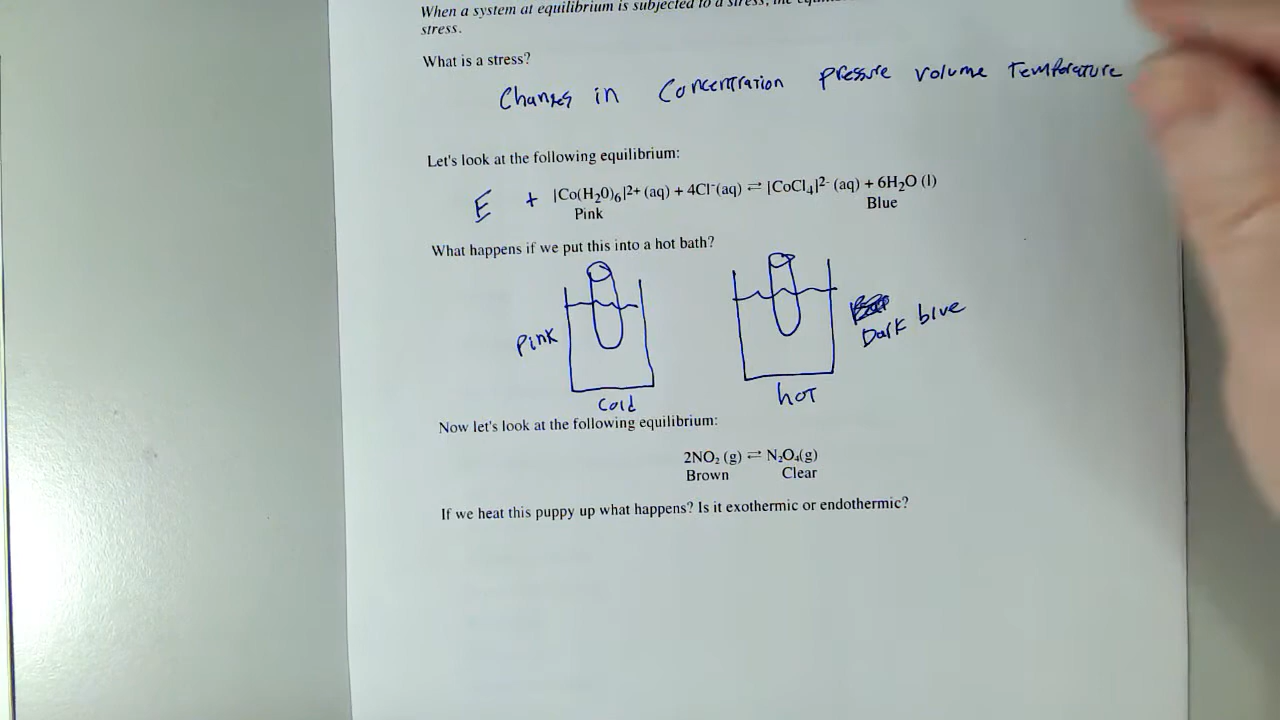 When a system at equilibrium is subjected to a stress, the
stress.
What is a stress?
Changes in Concentration pressure volume Temperature
Let's look at the following equilibrium:
E + |Co(H₂0)₆|²⁺ (aq) + 4Cl⁻(aq) ⇌ |CoCl₄|²⁻ (aq) + 6H₂O (l)
Pink Blue
What happens if we put this into a hot bath?
Pink Dark blue
Cold hot
Now let's look at the following equilibrium:
2NO₂ (g) ⇌ N₂O₄(g)
Brown Clear
If we heat this puppy up what happens? Is it exothermic or endothermic?